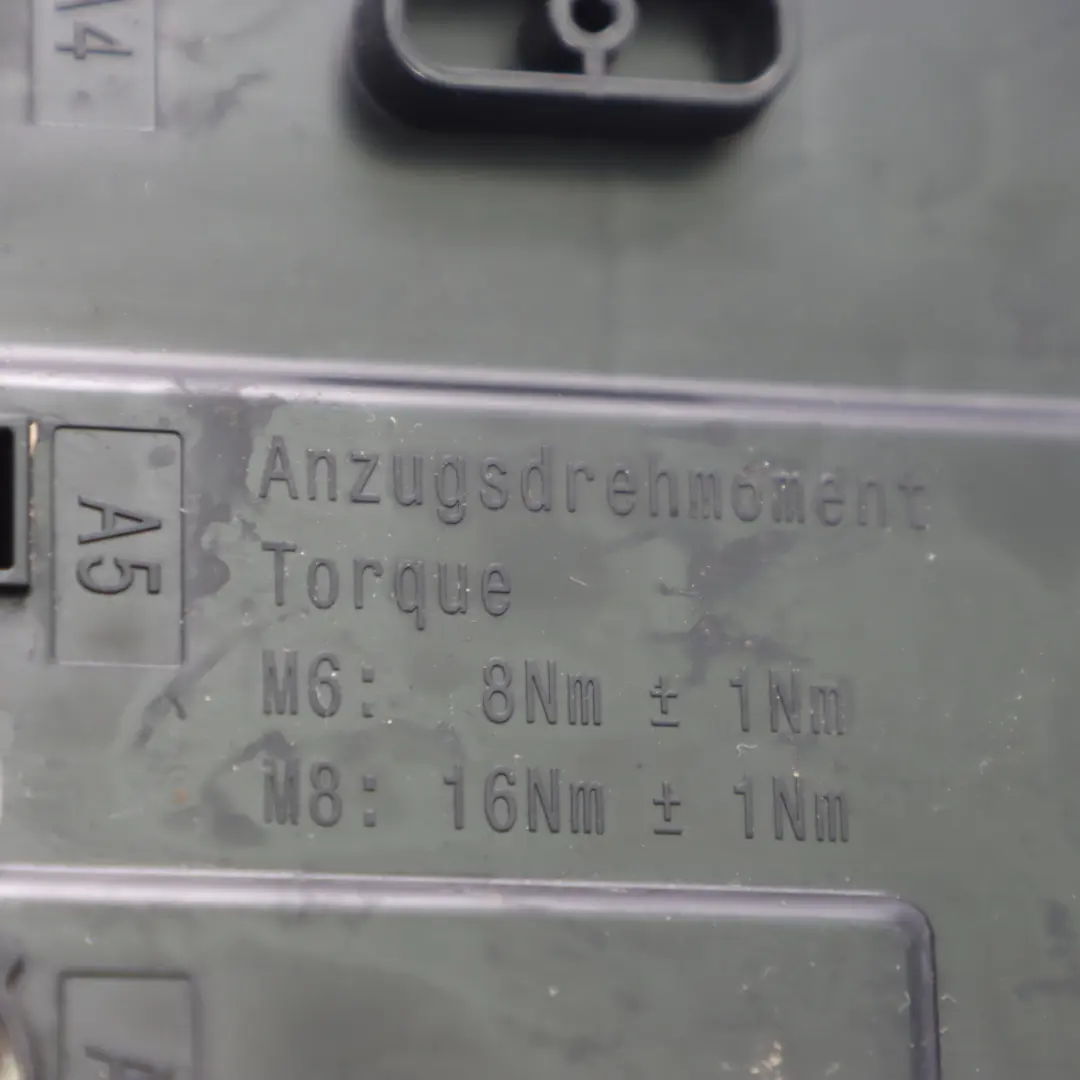 A4
A5
Anzugsdrehmoment
Torque
M6: 8Nm ± 1Nm
M8: 16Nm ± 1Nm